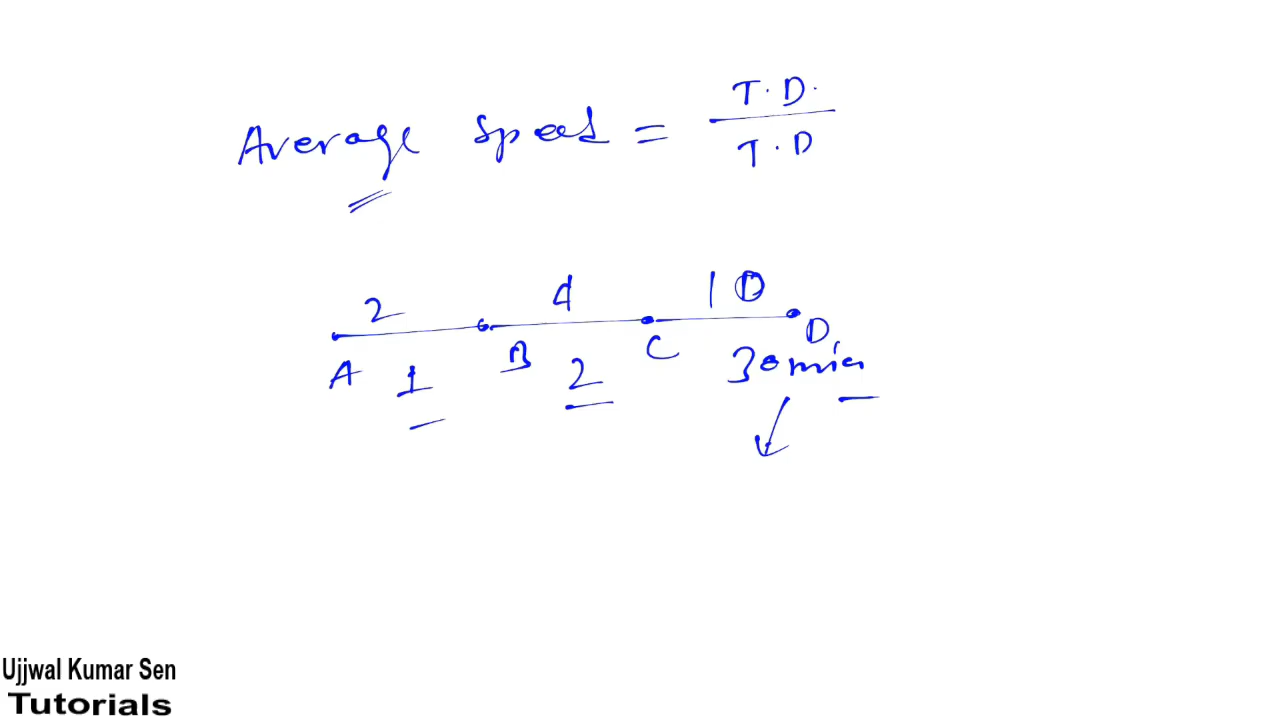 Average Speed = T.D.
T.D
2 4 10
A 1 B 2 C D
30min
Ujjwal Kumar Sen
Tutorials